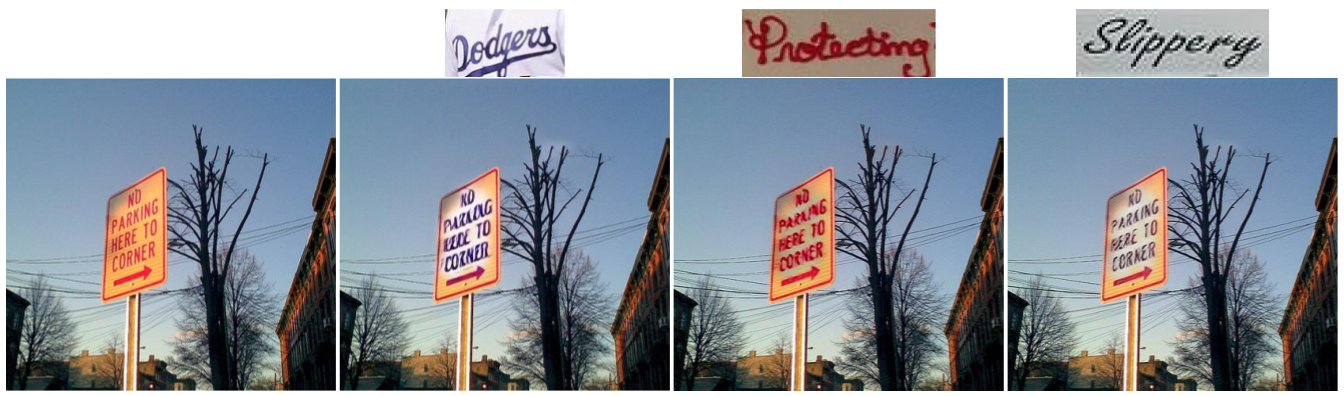 Dodgers
Protecting
Slippery
NO
PARKING
HERE TO
CORNER
NO
PARKING
HERE TO
CORNER
NO
PARKING
HERE TO
CORNER
NO
PARKING
HERE TO
CORNER